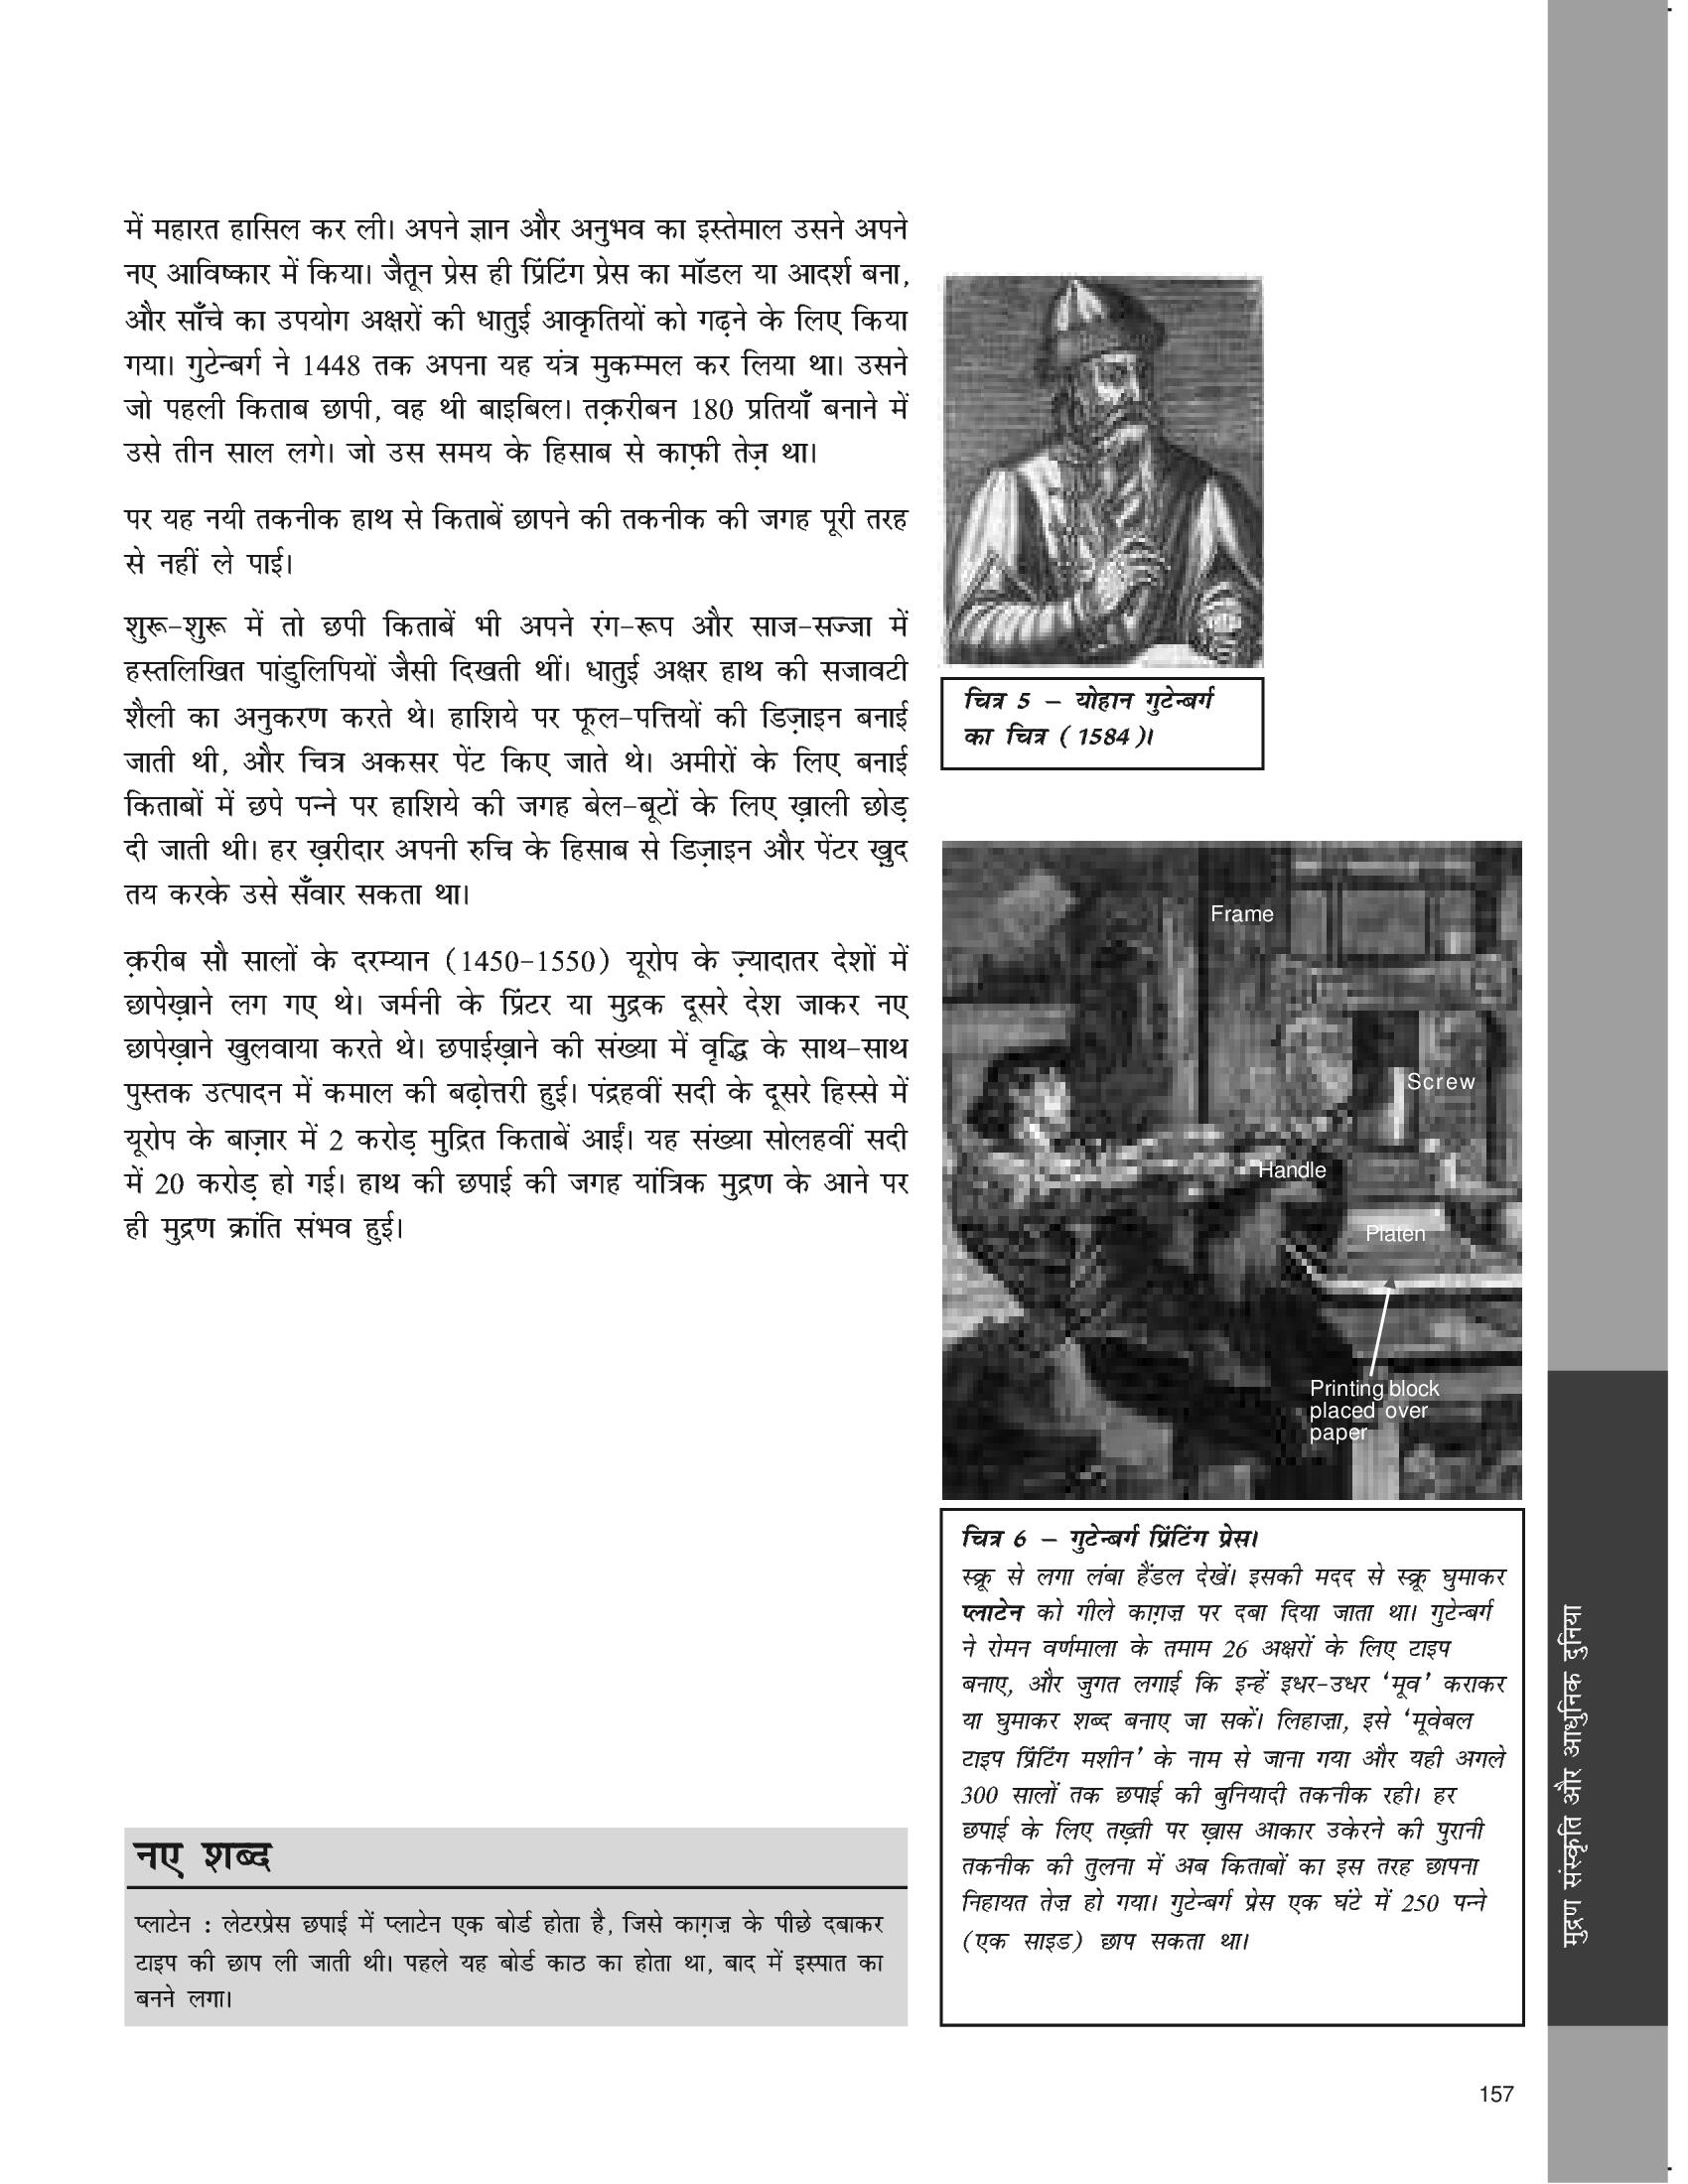 में महारत हासिल कर ली। अपने ज्ञान और अनुभव का इस्तेमाल उसने अपने
नए आविष्कार में किया। जैतून प्रेस ही प्रिंटिंग प्रेस का मॉडल या आदर्श बना,
और साँचे का उपयोग अक्षरों की धातुई आकृतियों को गढ़ने के लिए किया
गया। गुटेन्बर्ग ने 1448 तक अपना यह यंत्र मुकम्मल कर लिया था। उसने
जो पहली किताब छापी, वह थी बाइबिल। तक़रीबन 180 प्रतियाँ बनाने में
उसे तीन साल लगे। जो उस समय के हिसाब से काफ़ी तेज़ था।
पर यह नयी तकनीक हाथ से किताबें छापने की तकनीक की जगह पूरी तरह
से नहीं ले पाई।
शुरू-शुरू में तो छपी किताबें भी अपने रंग-रूप और साज-सज्जा में
हस्तलिखित पांडुलिपियों जैसी दिखती थीं। धातुई अक्षर हाथ की सजावटी
शैली का अनुकरण करते थे। हाशिये पर फूल-पत्तियों की डिज़ाइन बनाई
जाती थी, और चित्र अकसर पेंट किए जाते थे। अमीरों के लिए बनाई
किताबों में छपे पन्ने पर हाशिये की जगह बेल-बूटों के लिए ख़ाली छोड़
दी जाती थी। हर ख़रीदार अपनी रुचि के हिसाब से डिज़ाइन और पेंटर ख़ुद
तय करके उसे सँवार सकता था।
क़रीब सौ सालों के दरम्यान (1450-1550) यूरोप के ज़्यादातर देशों में
छापेख़ाने लग गए थे। जर्मनी के प्रिंटर या मुद्रक दूसरे देश जाकर नए
छापेख़ाने खुलवाया करते थे। छपाईख़ाने की संख्या में वृद्धि के साथ-साथ
पुस्तक उत्पादन में कमाल की बढ़ोत्तरी हुई। पंद्रहवीं सदी के दूसरे हिस्से में
यूरोप के बाज़ार में 2 करोड़ मुद्रित किताबें आईं। यह संख्या सोलहवीं सदी
में 20 करोड़ हो गई। हाथ की छपाई की जगह यांत्रिक मुद्रण के आने पर
ही मुद्रण क्रांति संभव हुई।
नए शब्द
प्लाटेन : लेटरप्रेस छपाई में प्लाटेन एक बोर्ड होता है, जिसे काग़ज़ के पीछे दबाकर
टाइप की छाप ली जाती थी। पहले यह बोर्ड काठ का होता था, बाद में इस्पात का
बनने लगा।
चित्र 5 – योहान गुटेन्बर्ग
का चित्र (1584)।
Frame
Screw
Handle
Platen
Printing block
placed over
paper
चित्र 6 – गुटेन्बर्ग प्रिंटिंग प्रेस।
स्क्रू से लगा लंबा हैंडल देखें। इसकी मदद से स्क्रू घुमाकर
प्लाटेन को गीले काग़ज़ पर दबा दिया जाता था। गुटेन्बर्ग
ने रोमन वर्णमाला के तमाम 26 अक्षरों के लिए टाइप
बनाए, और जुगत लगाई कि इन्हें इधर-उधर ‘मूव’ कराकर
या घुमाकर शब्द बनाए जा सकें। लिहाज़ा, इसे ‘मूवेबल
टाइप प्रिंटिंग मशीन’ के नाम से जाना गया और यही अगले
300 सालों तक छपाई की बुनियादी तकनीक रही। हर
छपाई के लिए तख़्ती पर ख़ास आकार उकेरने की पुरानी
तकनीक की तुलना में अब किताबों का इस तरह छापना
निहायत तेज़ हो गया। गुटेन्बर्ग प्रेस एक घंटे में 250 पन्ने
(एक साइड) छाप सकता था।
मुद्रण संस्कृति और आधुनिक दुनिया
157